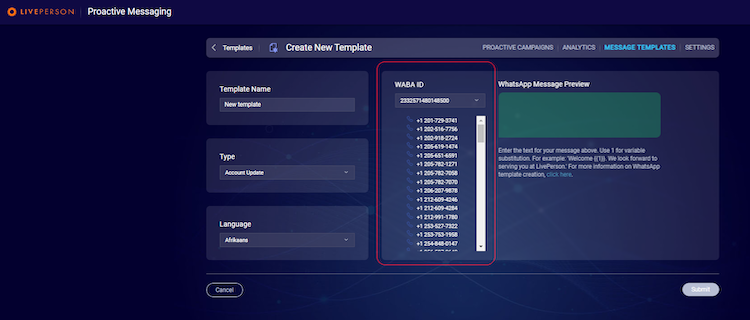 LIVEPERSON Proactive Messaging
Templates Create New Template PROACTIVE CAMPAIGNS ANALYTICS MESSAGE TEMPLATES SETTINGS
Template Name
New template
Type
Account Update
Language
Afrikaans
WABA ID
2332571480148500
+1 201-729-3741
+1 202-516-7756
+1 202-918-2724
+1 205-619-1474
+1 205-651-6591
+1 205-782-1271
+1 205-782-7058
+1 205-782-7070
+1 206-207-9878
+1 212-609-4246
+1 212-609-4284
+1 212-991-1780
+1 253-527-7322
+1 253-753-1958
+1 254-848-0147
WhatsApp Message Preview
Enter the text for your message above. Use 1 for variable
substitution. For example: 'Welcome {{1}}. We look forward to
serving you at LivePerson.' For more information on WhatsApp
template creation, click here.
Cancel
Submit